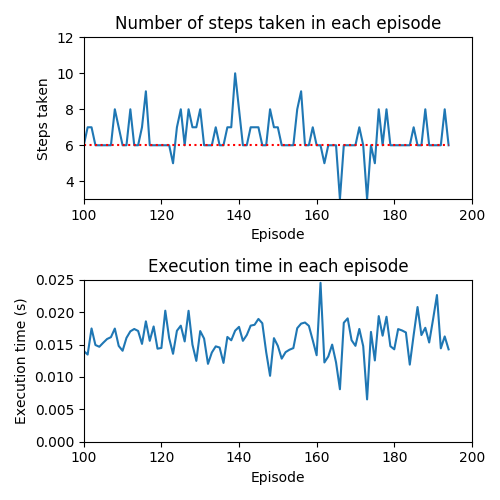 Number of steps taken in each episode
12
10
8
6
4
Steps taken
100 120 140 160 180 200
Episode
Execution time in each episode
0.025
0.020
0.015
0.010
0.005
0.000
Execution time (s)
100 120 140 160 180 200
Episode